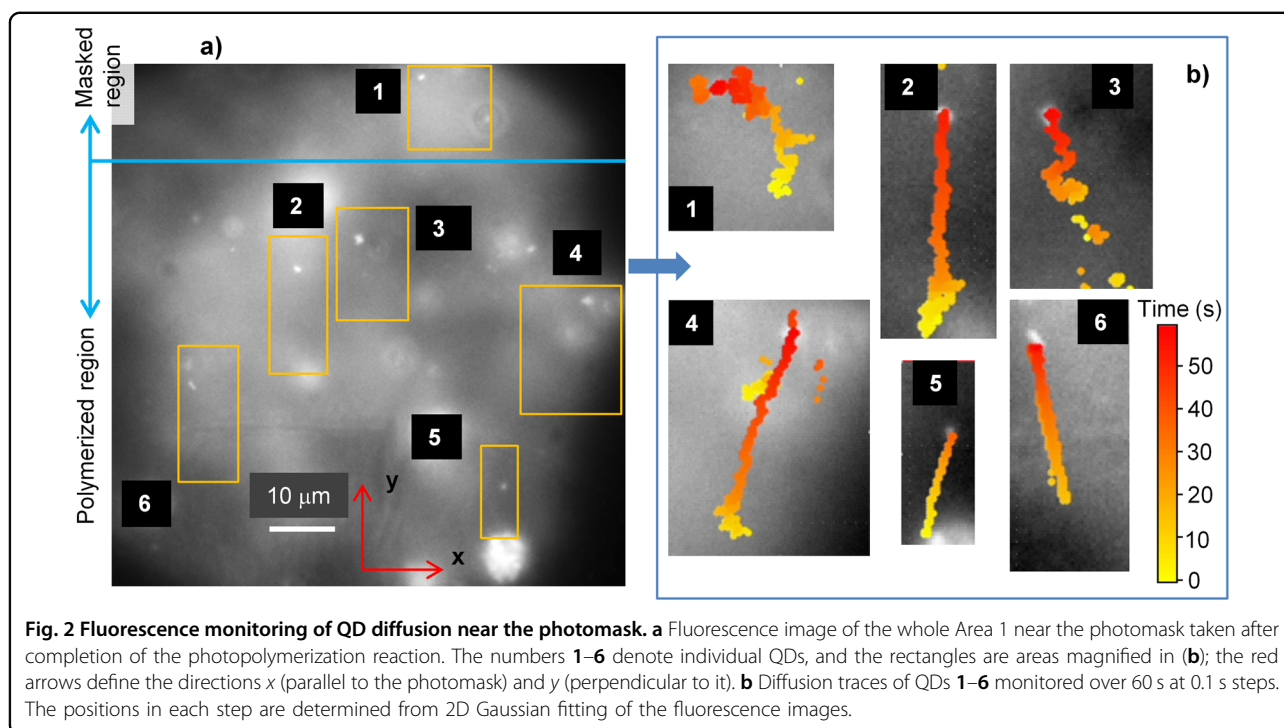 a)
Masked
region
Polymerized region
1
2
3
4
5
6
10 μm
y
x
b)
1
2
3
4
5
6
Time (s)
50
40
30
20
10
0
Fig. 2 Fluorescence monitoring of QD diffusion near the photomask. a Fluorescence image of the whole Area 1 near the photomask taken after
completion of the photopolymerization reaction. The numbers 1–6 denote individual QDs, and the rectangles are areas magnified in (b); the red
arrows define the directions x (parallel to the photomask) and y (perpendicular to it). b Diffusion traces of QDs 1–6 monitored over 60 s at 0.1 s steps.
The positions in each step are determined from 2D Gaussian fitting of the fluorescence images.